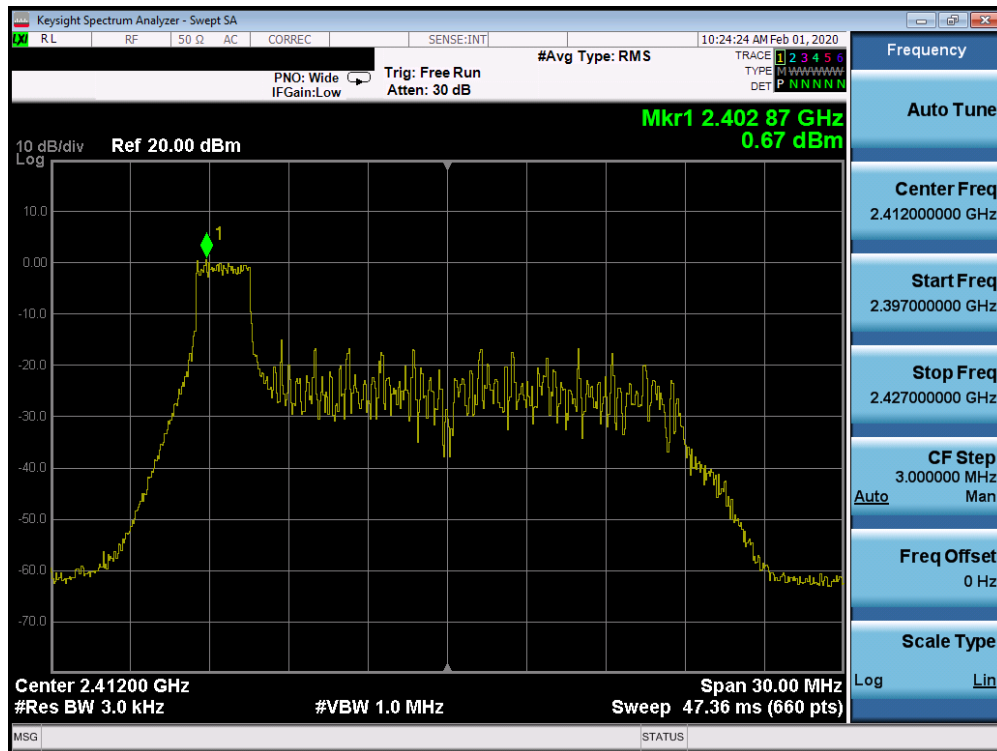 Keysight Spectrum Analyzer - Swept SA
LXI RL RF 50 Ω AC CORREC SENSE:INT 10:24:24 AM Feb 01, 2020
Frequency
PNO: Wide
IFGain:Low
Trig: Free Run
Atten: 30 dB
#Avg Type: RMS
TRACE 1 2 3 4 5 6
TYPE M WWWWW
DET P N N N N N
Auto Tune
Mkr1 2.402 87 GHz
0.67 dBm
10 dB/div Ref 20.00 dBm
Log
10.0
0.00
-10.0
-20.0
-30.0
-40.0
-50.0
-60.0
-70.0
1
Center Freq
2.412000000 GHz
Start Freq
2.397000000 GHz
Stop Freq
2.427000000 GHz
CF Step
3.000000 MHz
Auto Man
Freq Offset
0 Hz
Scale Type
Log Lin
Center 2.41200 GHz Span 30.00 MHz
#Res BW 3.0 kHz #VBW 1.0 MHz Sweep 47.36 ms (660 pts)
MSG STATUS